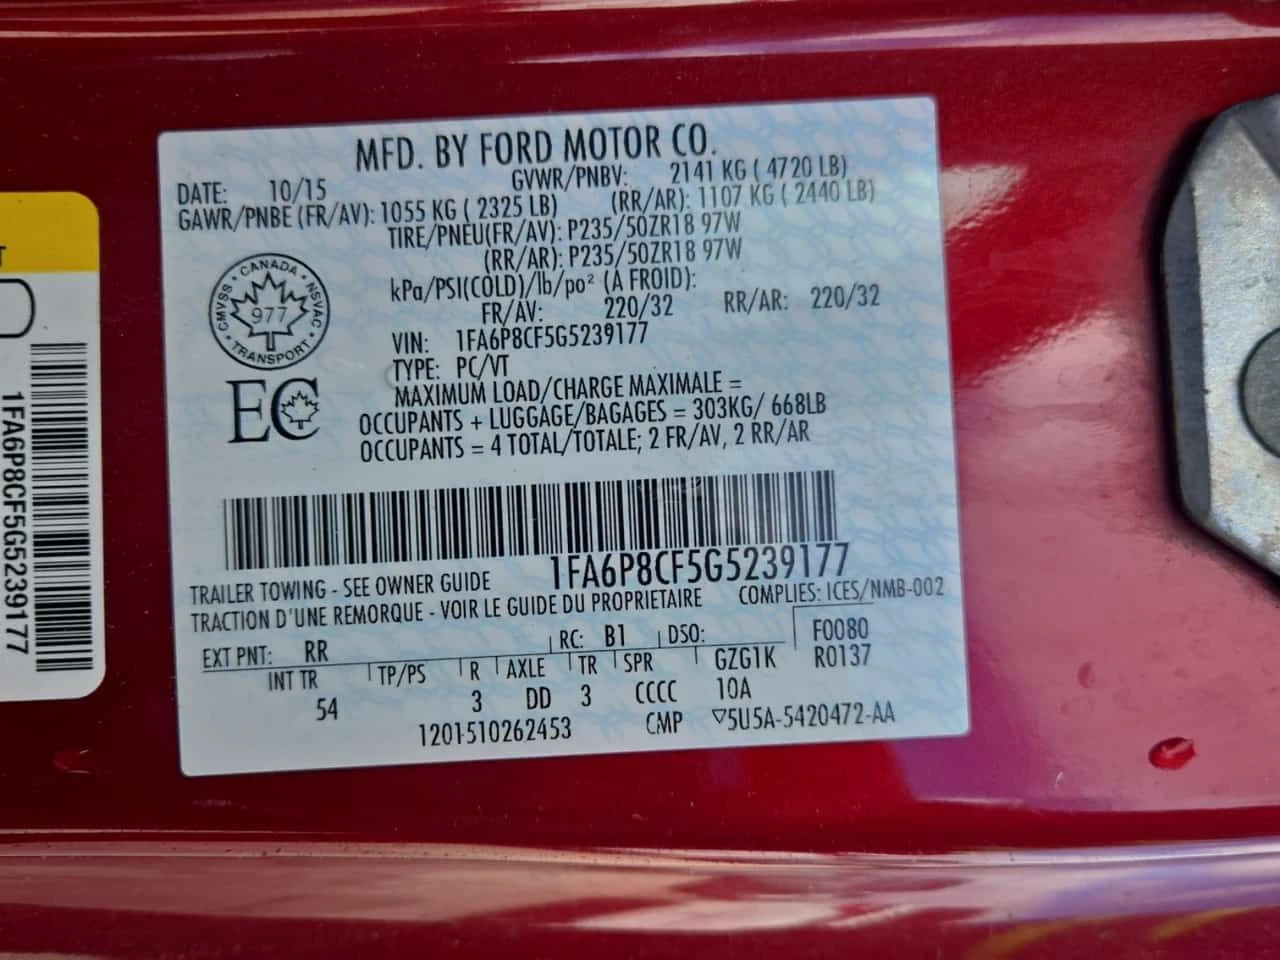 MFD. BY FORD MOTOR CO.
DATE: 10/15 GVWR/PNBV: 2141 KG ( 4720 LB)
GAWR/PNBE (FR/AV): 1055 KG ( 2325 LB) (RR/AR): 1107 KG ( 2440 LB)
TIRE/PNEU(FR/AV): P235/50ZR18 97W
(RR/AR): P235/50ZR18 97W
kPa/PSI(COLD)/lb/po² (A FROID):
FR/AV: 220/32 RR/AR: 220/32
VIN: 1FA6P8CF5G5239177
TYPE: PC/VT
MAXIMUM LOAD/CHARGE MAXIMALE =
OCCUPANTS + LUGGAGE/BAGAGES = 303KG/ 668LB
OCCUPANTS = 4 TOTAL/TOTALE; 2 FR/AV, 2 RR/AR
CANADA
CMVSS
NSVAC
977
TRANSPORT
EC
1FA6P8CF5G5239177
TRAILER TOWING - SEE OWNER GUIDE
TRACTION D'UNE REMORQUE - VOIR LE GUIDE DU PROPRIETAIRE
COMPLIES: ICES/NMB-002
EXT PNT: RR RC: B1 DSO: F0080
INT TR TP/PS R AXLE TR SPR GZG1K R0137
54 3 DD 3 CCCC 10A
1201510262453 CMP ▽5U5A-5420472-AA
T
1FA6P8CF5G5239177